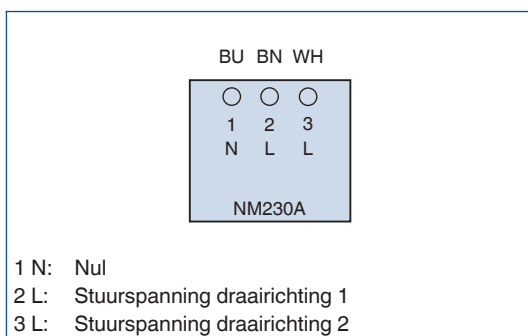 BU BN WH
1 2 3
N L L
NM230A
1 N: Nul
2 L: Stuurspanning draairichting 1
3 L: Stuurspanning draairichting 2